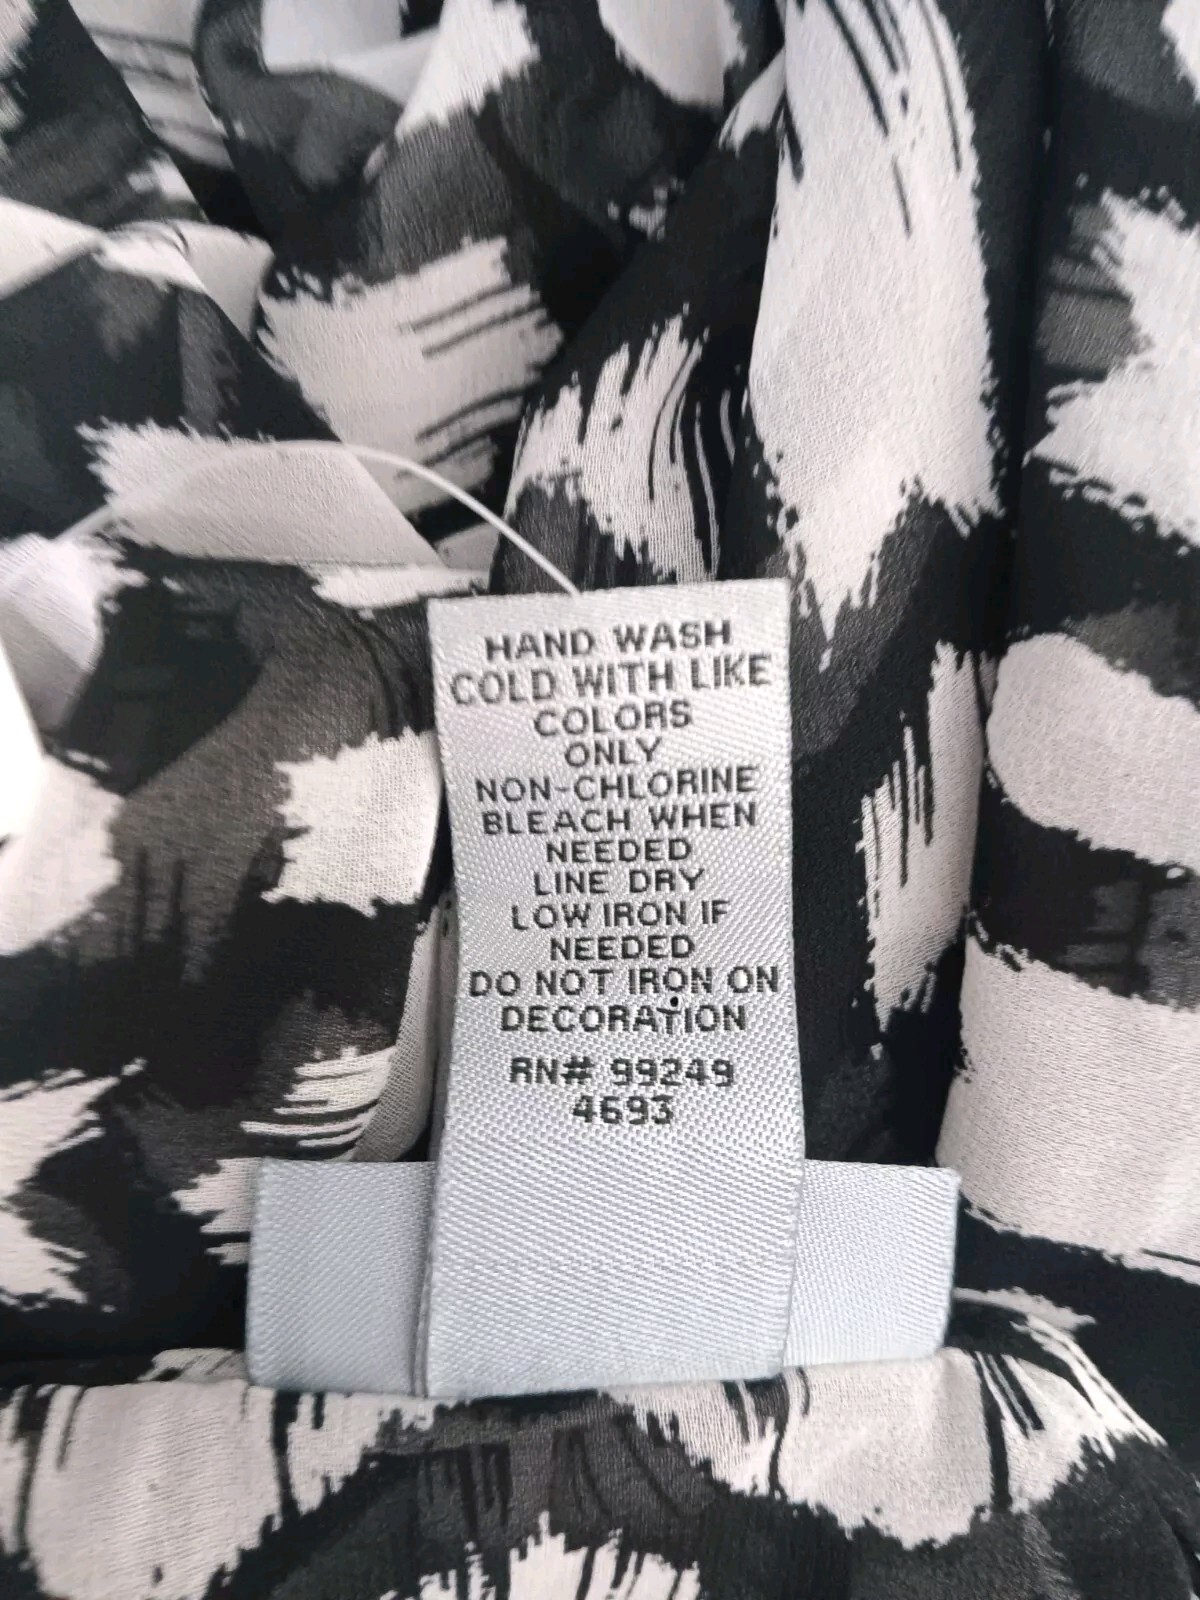 HAND WASH
COLD WITH LIKE
COLORS
ONLY
NON-CHLORINE
BLEACH WHEN
NEEDED
LINE DRY
LOW IRON IF
NEEDED
DO NOT IRON ON
DECORATION
RN# 99249
4693